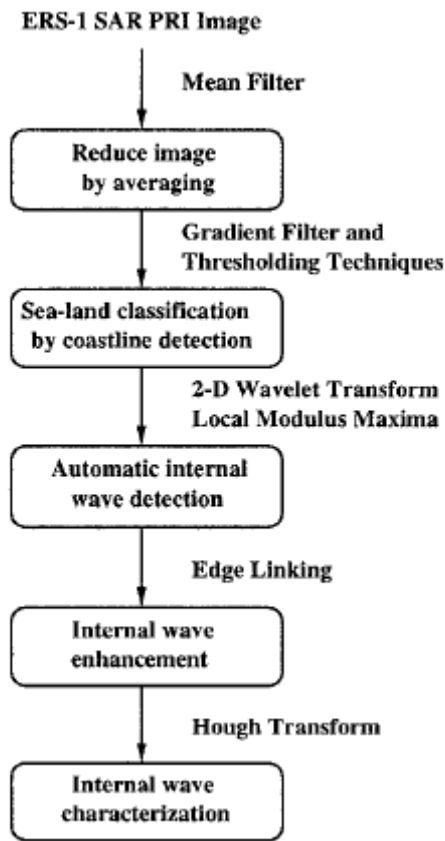 ERS-1 SAR PRI Image
Mean Filter
Reduce image
by averaging
Gradient Filter and
Thresholding Techniques
Sea-land classification
by coastline detection
2-D Wavelet Transform
Local Modulus Maxima
Automatic internal
wave detection
Edge Linking
Internal wave
enhancement
Hough Transform
Internal wave
characterization